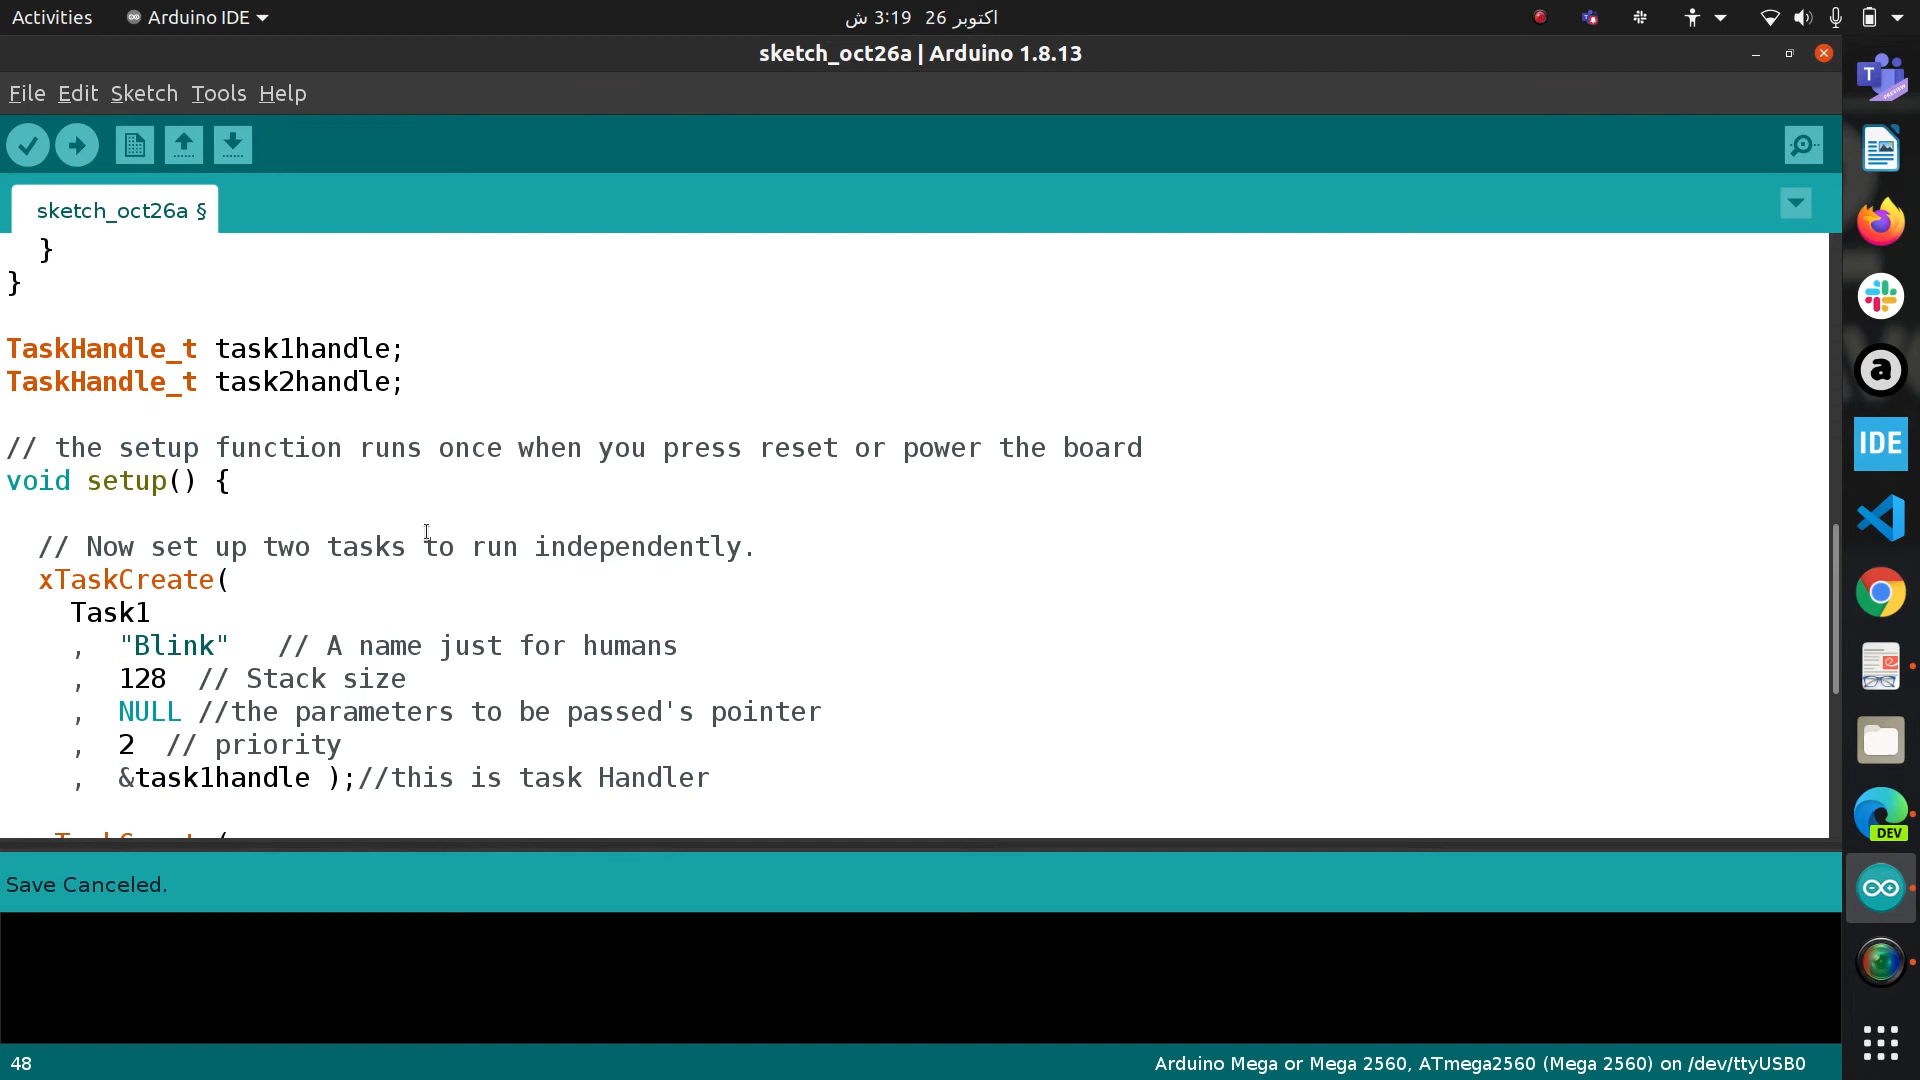 Activities
Arduino IDE
اکتوبر 26  3:19 ش
sketch_oct26a | Arduino 1.8.13
File Edit Sketch Tools Help
sketch_oct26a §
}
}
TaskHandle_t task1handle;
TaskHandle_t task2handle;
// the setup function runs once when you press reset or power the board
void setup() {
// Now set up two tasks to run independently.
xTaskCreate(
Task1
, "Blink" // A name just for humans
, 128 // Stack size
, NULL //the parameters to be passed's pointer
, 2 // priority
, &task1handle );//this is task Handler
Save Canceled.
48
Arduino Mega or Mega 2560, ATmega2560 (Mega 2560) on /dev/ttyUSB0
T
PREVIEW
a
IDE
DEV